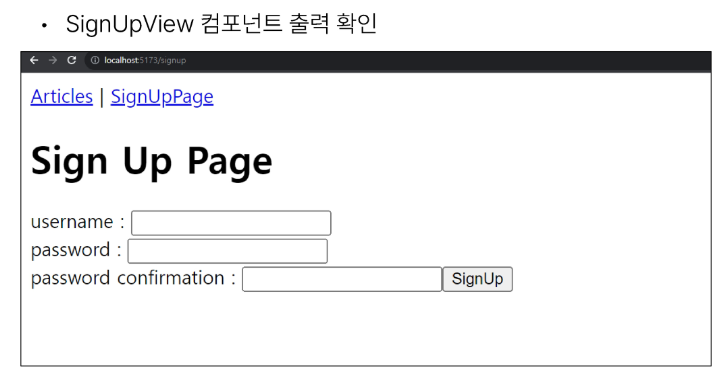 • SignUpView 컴포넌트 출력 확인
localhost:5173/signup
Articles | SignUpPage
Sign Up Page
username :
password :
password confirmation : SignUp